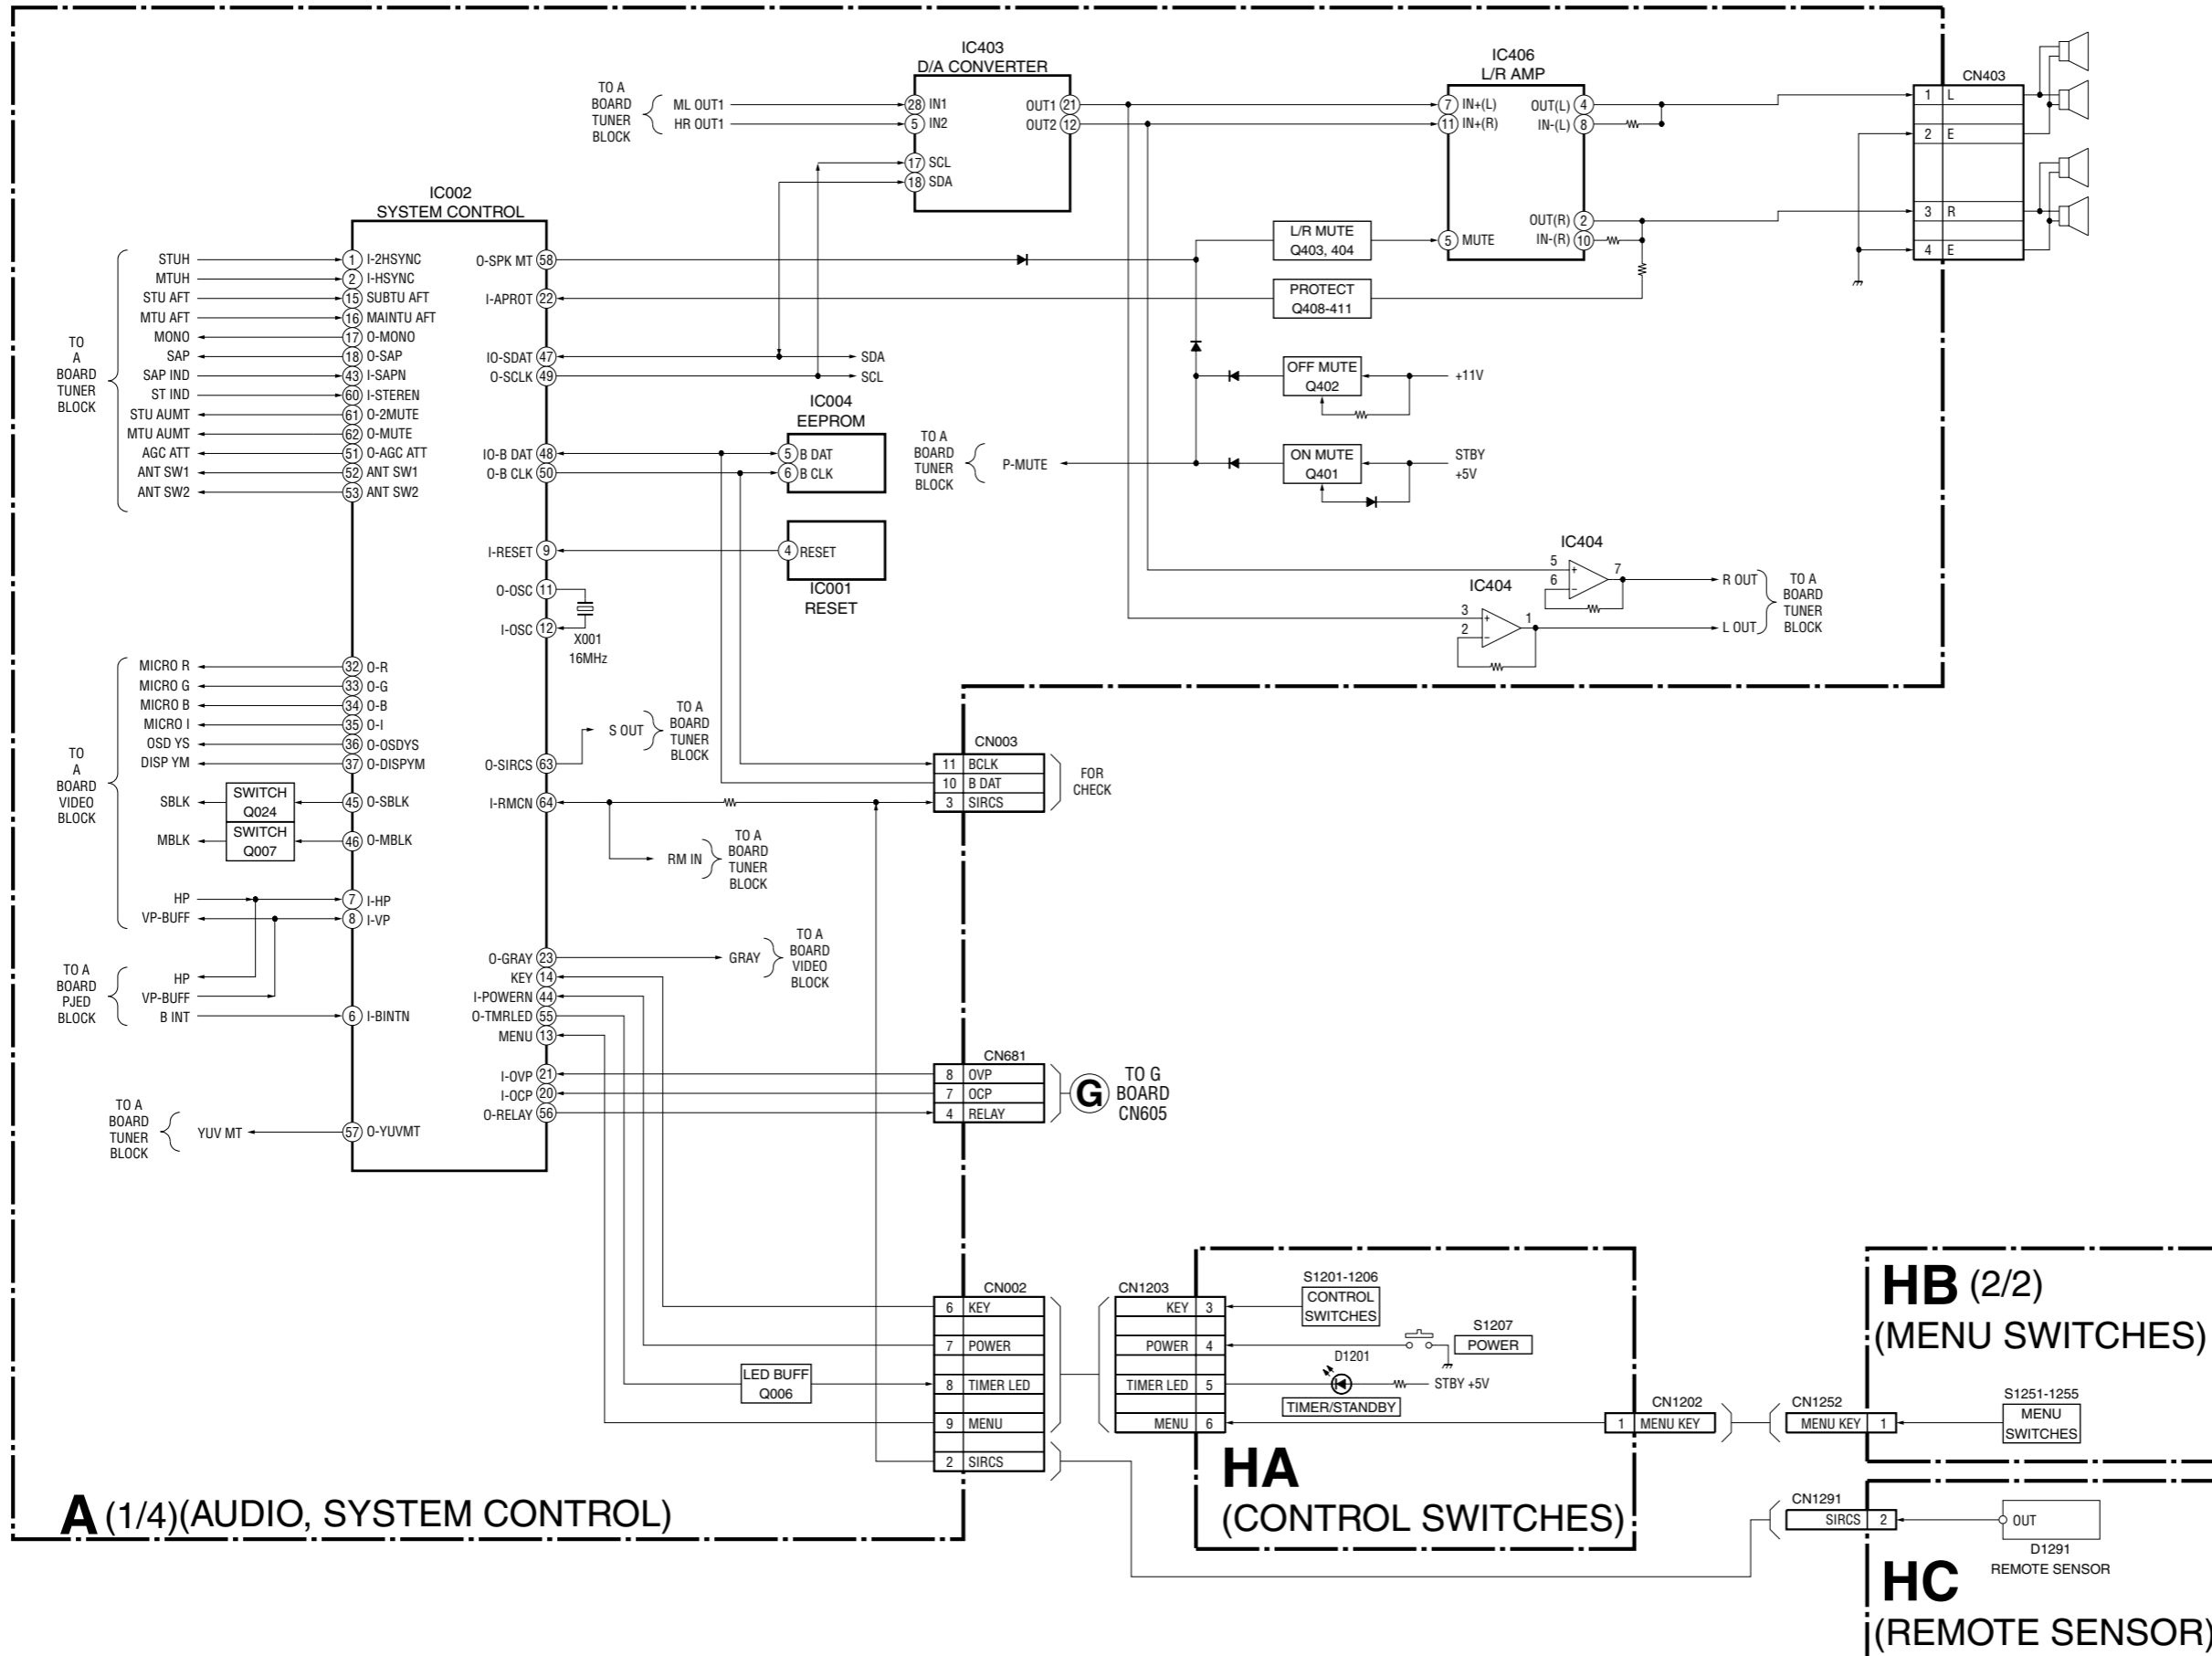 IC403
D/A CONVERTER
TO A
BOARD
TUNER
BLOCK
ML OUT1
HR OUT1
28 IN1
5 IN2
17 SCL
18 SDA
OUT1 21
OUT2 12
IC406
L/R AMP
7 IN+(L)
11 IN+(R)
5 MUTE
OUT(L) 4
IN-(L) 8
OUT(R) 2
IN-(R) 10
CN403
1 L
2 E
3 R
4 E
L/R MUTE
Q403, 404
PROTECT
Q408-411
OFF MUTE
Q402
+11V
ON MUTE
Q401
STBY
+5V
TO A
BOARD
TUNER
BLOCK
P-MUTE
IC404
5
6
7
IC404
3
2
1
R OUT
L OUT
TO A
BOARD
TUNER
BLOCK
IC002
SYSTEM CONTROL
TO
A
BOARD
TUNER
BLOCK
STUH 1 I-2HSYNC
MTUH 2 I-HSYNC
STU AFT 15 SUBTU AFT
MTU AFT 16 MAINTU AFT
MONO 17 O-MONO
SAP 18 O-SAP
SAP IND 43 I-SAPN
ST IND 60 I-STEREN
STU AUMT 61 O-2MUTE
MTU AUMT 62 O-MUTE
AGC ATT 51 O-AGC ATT
ANT SW1 52 ANT SW1
ANT SW2 53 ANT SW2
TO
A
BOARD
VIDEO
BLOCK
MICRO R 32 O-R
MICRO G 33 O-G
MICRO B 34 O-B
MICRO I 35 O-I
OSD YS 36 O-OSDYS
DISP YM 37 O-DISPYM
SBLK SWITCH Q024 45 O-SBLK
MBLK SWITCH Q007 46 O-MBLK
HP 7 I-HP
VP-BUFF 8 I-VP
TO A
BOARD
PJED
BLOCK
HP
VP-BUFF
B INT 6 I-BINTN
TO A
BOARD
TUNER
BLOCK
YUV MT 57 O-YUVMT
O-SPK MT 58
I-APROT 22
IO-SDAT 47 SDA
O-SCLK 49 SCL
IC004
EEPROM
IO-B DAT 48 5 B DAT
O-B CLK 50 6 B CLK
I-RESET 9 4 RESET
IC001
RESET
O-OSC 11
I-OSC 12
X001
16MHz
O-SIRCS 63
S OUT
TO A
BOARD
TUNER
BLOCK
I-RMCN 64
RM IN
TO A
BOARD
TUNER
BLOCK
CN003
11 BCLK
10 B DAT
3 SIRCS
FOR
CHECK
O-GRAY 23 GRAY
TO A
BOARD
VIDEO
BLOCK
KEY 14
I-POWERN 44
O-TMRLED 55
MENU 13
I-OVP 21
I-OCP 20
O-RELAY 56
CN681
8 OVP
7 OCP
4 RELAY
G
TO G
BOARD
CN605
LED BUFF
Q006
CN002
6 KEY
7 POWER
8 TIMER LED
9 MENU
2 SIRCS
CN1203
KEY 3
POWER 4
TIMER LED 5
MENU 6
S1201-1206
CONTROL
SWITCHES
S1207
POWER
D1201
STBY +5V
TIMER/STANDBY
CN1202
1 MENU KEY
CN1252
MENU KEY 1
HB (2/2)
(MENU SWITCHES)
S1251-1255
MENU
SWITCHES
HA
(CONTROL SWITCHES)
CN1291
SIRCS 2
OUT
D1291
REMOTE SENSOR
HC
(REMOTE SENSOR)
A (1/4)(AUDIO, SYSTEM CONTROL)